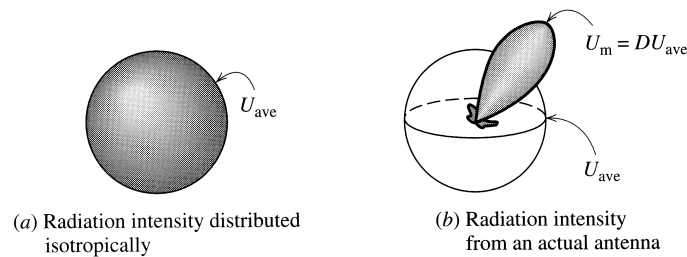 U_ave
U_m = DU_ave
U_ave
(a) Radiation intensity distributed
isotropically
(b) Radiation intensity
from an actual antenna